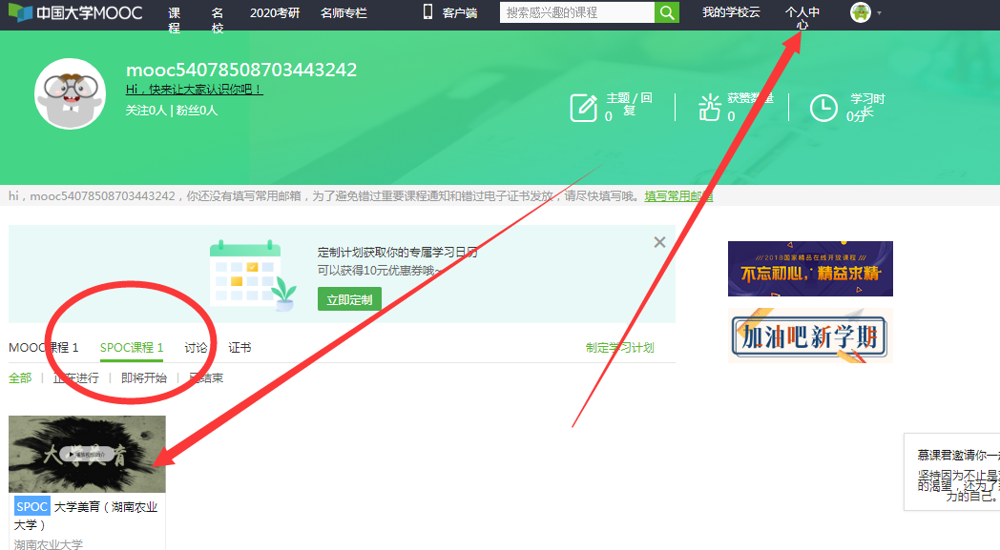 中国大学MOOC
课程
名校
2020考研
名师专栏
客户端
搜索感兴趣的课程
我的学校云
个人中心
mooc54078508703443242
Hi，快来让大家认识你吧！
关注0人 | 粉丝0人
主题 / 回复
0
获赞数量
0
学习时长
0分
hi，mooc54078508703443242，你还没有填写常用邮箱，为了避免错过重要课程通知和错过电子证书发放，请尽快填写哦。填写常用邮箱
定制计划获取你的专属学习日历
可以获得10元优惠券哦~
立即定制
///2018国家精品在线开放课程///
不忘初心，精益求精
加油吧新学期
MOOC课程 1
SPOC课程 1
讨论
证书
制定学习计划
全部 | 正在进行 | 即将开始 | 已结束
大学美育
SPOC 大学美育（湖南农业
大学）
湖南农业大学
慕课君邀请你一起
坚持因为不止是
的渴望，还为了
力的自己。